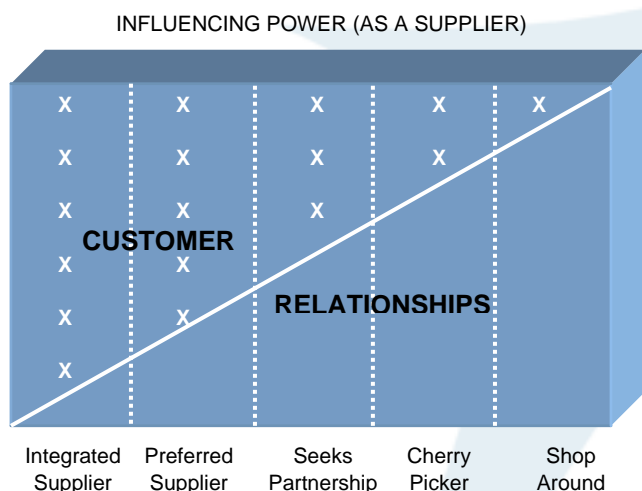 INFLUENCING POWER (AS A SUPPLIER)
X X X X X
X X X X
X X X
CUSTOMER
X X
RELATIONSHIPS
X X
X
Integrated Preferred Seeks Cherry Shop
Supplier Supplier Partnership Picker Around